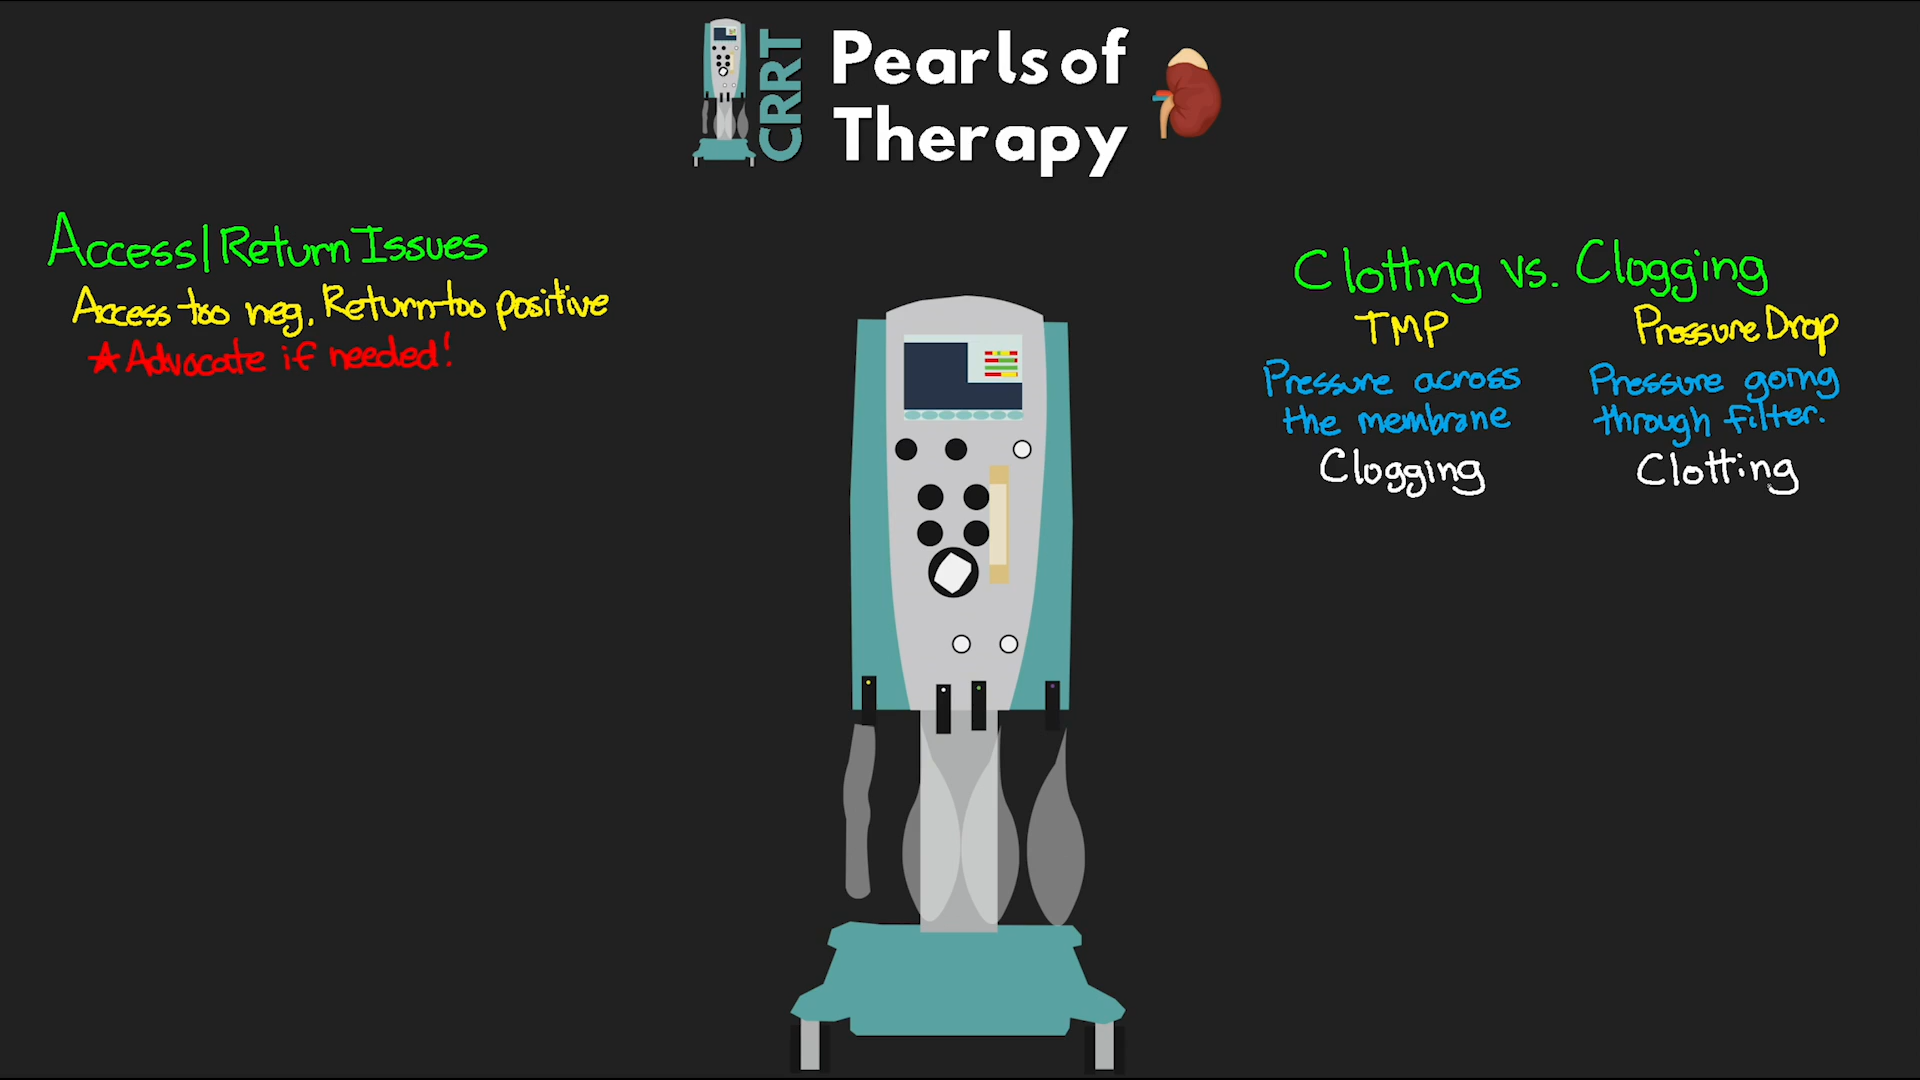 CRRT
Pearls of
Therapy
Access|Return Issues
Access too neg. Return too positive
★Advocate if needed!
Clotting vs. Clogging
TMP
Pressure across
the membrane
Clogging
Pressure Drop
Pressure going
through filter.
Clotting